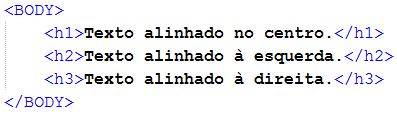 <BODY>
<h1>Texto alinhado no centro.</h1>
<h2>Texto alinhado à esquerda.</h2>
<h3>Texto alinhado à direita.</h3>
</BODY>